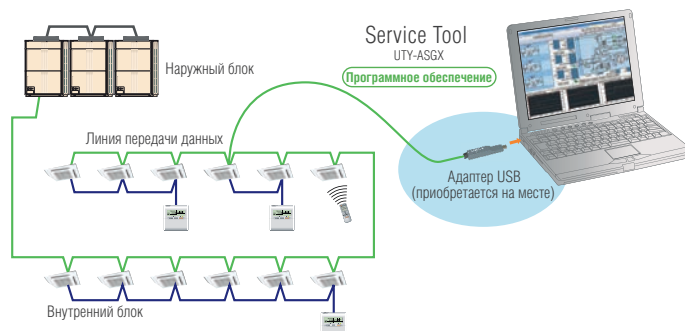 Service Tool
UTY-ASGX
Программное обеспечение
Наружный блок
Линия передачи данных
Адаптер USB
(приобретается на месте)
Внутренний блок